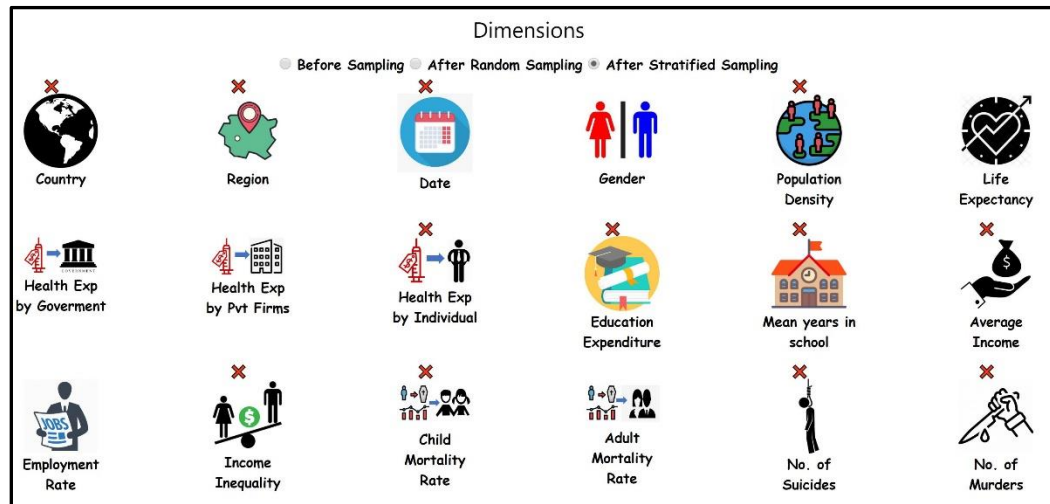 Dimensions
Before Sampling After Random Sampling After Stratified Sampling
Country
Region
Date
Gender
Population
Density
Life
Expectancy
Health Exp
by Goverment
Health Exp
by Pvt Firms
Health Exp
by Individual
Education
Expenditure
Mean years in
school
$
Average
Income
JOBS
Employment
Rate
$
Income
Inequality
Child
Mortality
Rate
Adult
Mortality
Rate
No. of
Suicides
No. of
Murders